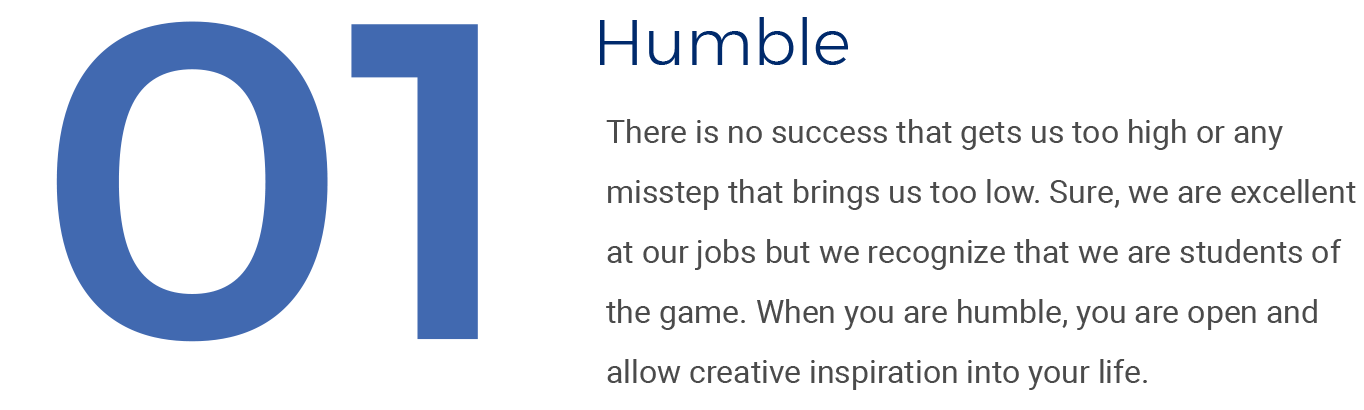 01
Humble
There is no success that gets us too high or any
misstep that brings us too low. Sure, we are excellent
at our jobs but we recognize that we are students of
the game. When you are humble, you are open and
allow creative inspiration into your life.